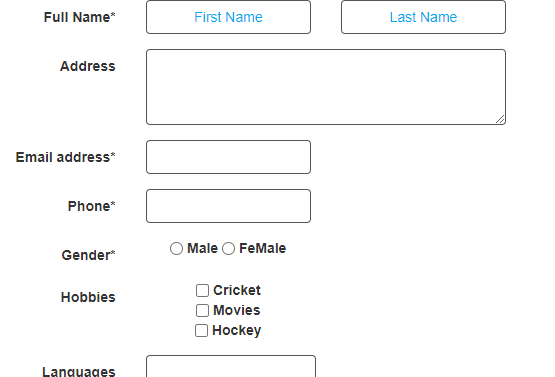 Full Name* First Name Last Name
Address
Email address*
Phone*
Gender* Male FeMale
Hobbies Cricket
Movies
Hockey
Languages